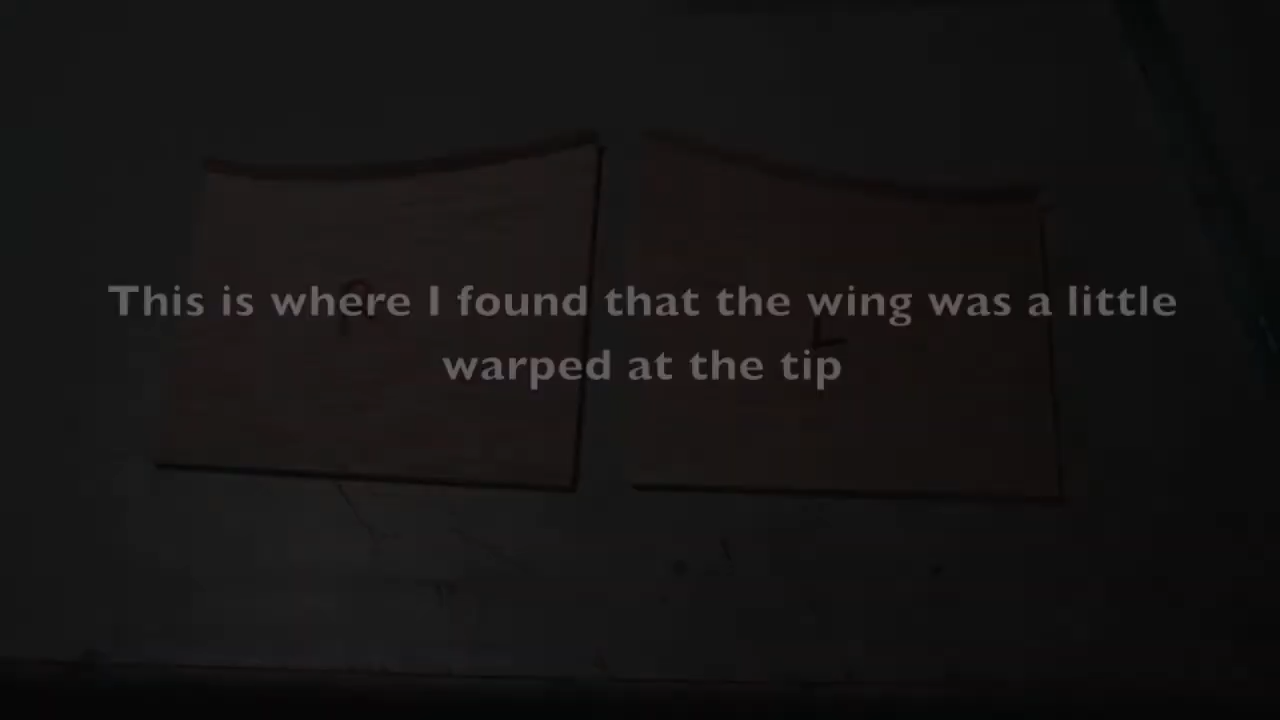 This is where I found that the wing was a little
warped at the tip
R
L